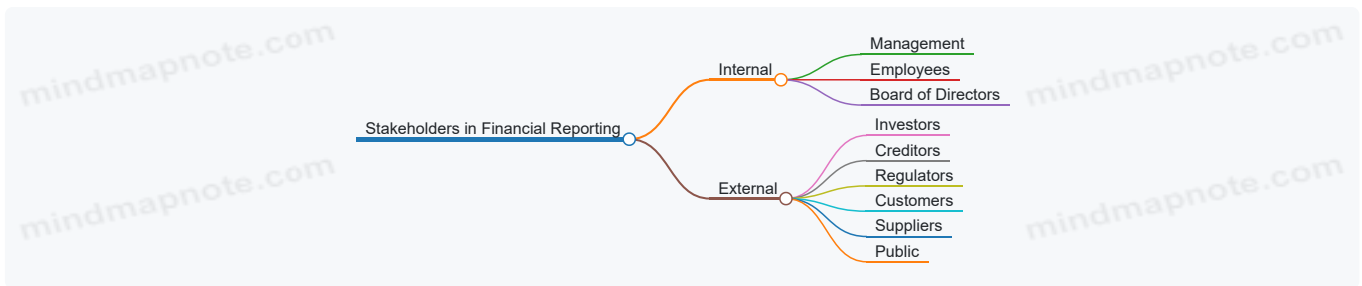 mindmapnote.com
mindmapnote.com
Management
Internal
Employees
Board of Directors
Stakeholders in Financial Reporting
Investors
Creditors
Regulators
External
Customers
Suppliers
Public
mindmapnote.com
mindmapnote.com